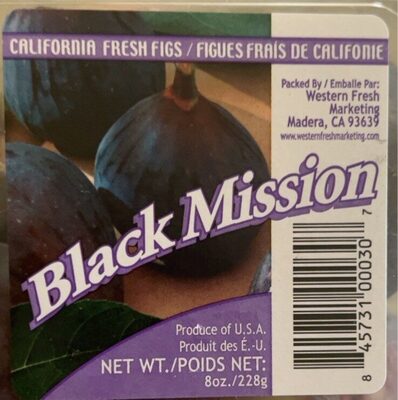 CALIFORNIA FRESH FIGS / FIGUES FRAÍS DE CALIFONIE
Packed By / Emballe Par:
Western Fresh
Marketing
Madera, CA 93639
www.westernfreshmarketing.com
Black Mission
Produce of U.S.A.
Produit des É.-U.
NET WT./POIDS NET:
8oz./228g
8 45731 00030 7